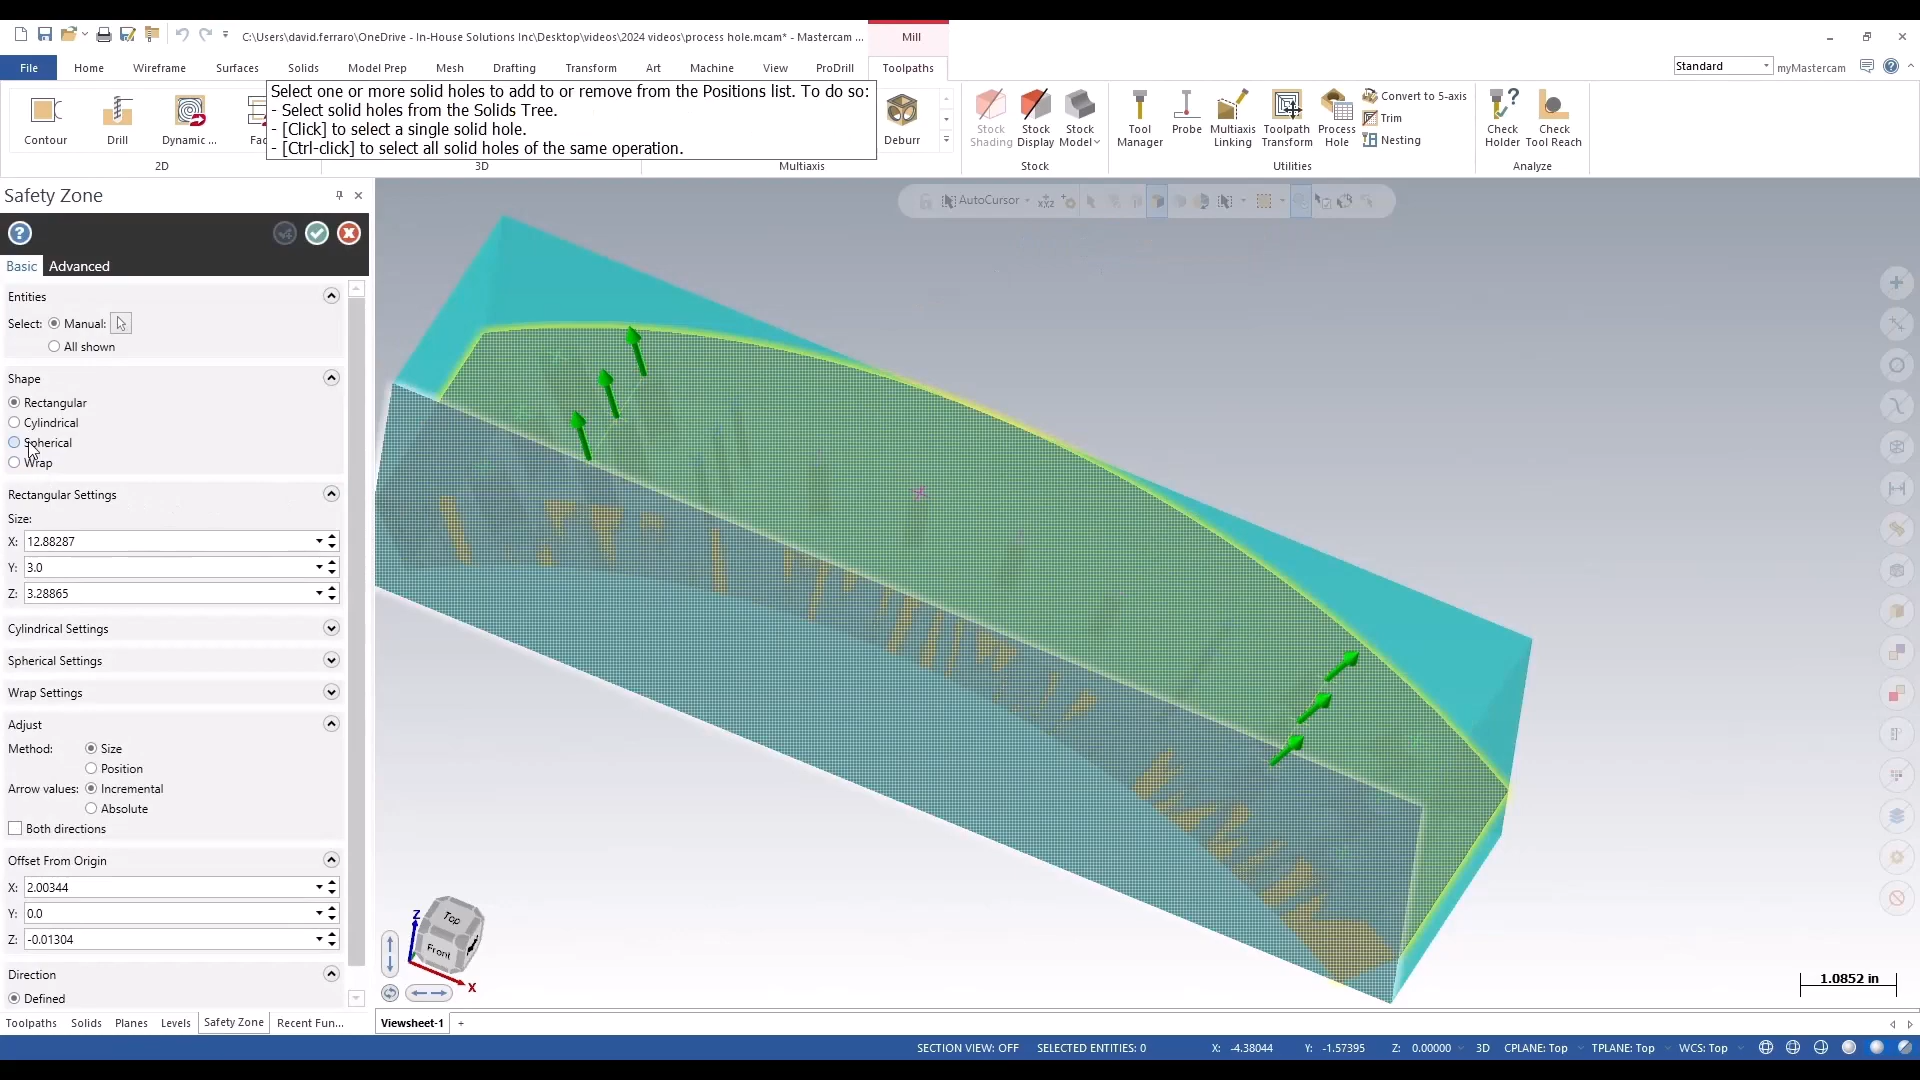 C:\Users\david.ferraro\OneDrive - In-House Solutions Inc\Desktop\videos\2024 videos\process hole.mcam* - Mastercam ...
Mill
File Home Wireframe Surfaces Solids Model Prep Mesh Drafting Transform Art Machine View ProDrill Toolpaths
Standard
myMastercam
Select one or more solid holes to add to or remove from the Positions list. To do so:
- Select solid holes from the Solids Tree.
- [Click] to select a single solid hole.
- [Ctrl-click] to select all solid holes of the same operation.
Contour
Drill
Dynamic ...
Deburr
Stock Shading
Stock Display
Stock Model
Tool Manager
Probe
Multiaxis Linking
Toolpath Transform
Process Hole
Convert to 5-axis
Trim
Nesting
Check Holder
Check Tool Reach
2D
3D
Multiaxis
Stock
Utilities
Analyze
Safety Zone
Basic Advanced
Entities
Select: Manual:
All shown
Shape
Rectangular
Cylindrical
Spherical
Wrap
Rectangular Settings
Size:
X: 12.88287
Y: 3.0
Z: 3.28865
Cylindrical Settings
Spherical Settings
Wrap Settings
Adjust
Method: Size
Position
Arrow values: Incremental
Absolute
Both directions
Offset From Origin
X: 2.00344
Y: 0.0
Z: -0.01304
Direction
Defined
AutoCursor
Top
Front
Z
X
1.0852 in
Toolpaths Solids Planes Levels Safety Zone Recent Fun...
Viewsheet-1 +
SECTION VIEW: OFF SELECTED ENTITIES: 0 X: -4.38044 Y: -1.57395 Z: 0.00000 3D CPLANE: Top TPLANE: Top WCS: Top